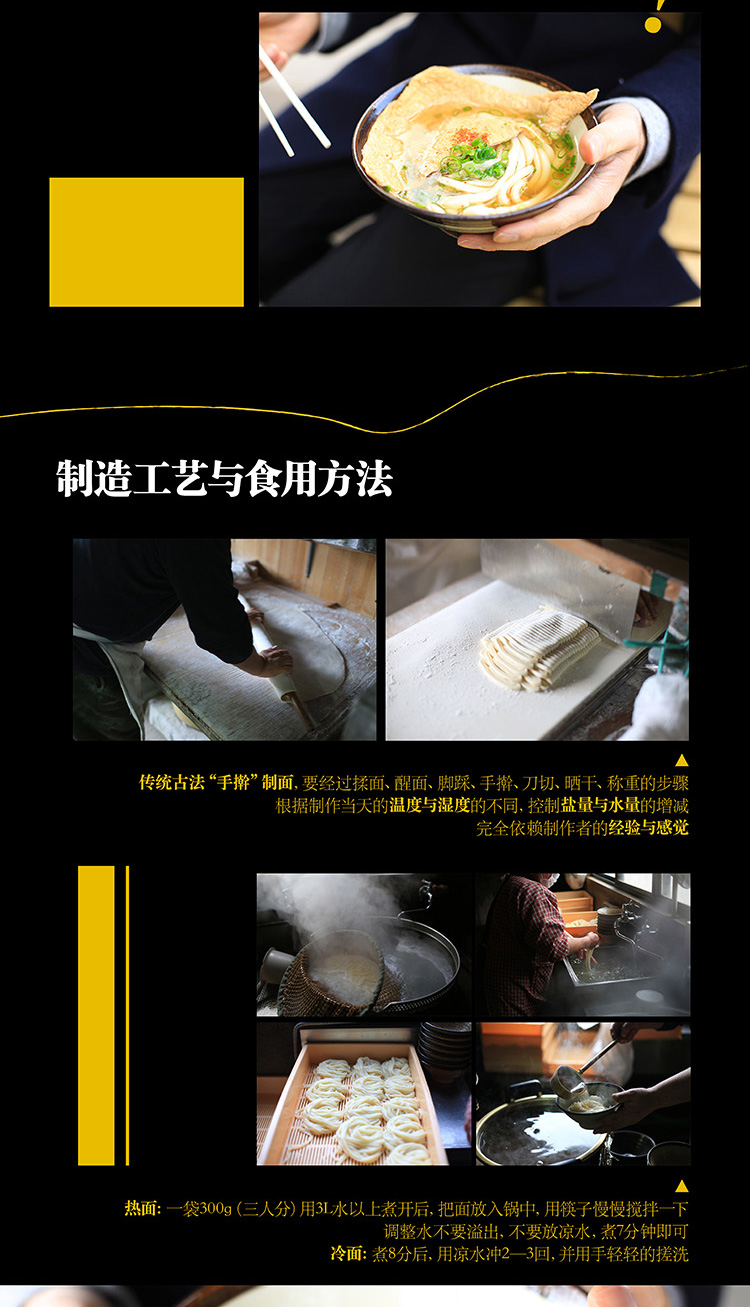 制造工艺与食用方法
传统古法“手擀”制面, 要经过揉面、醒面、脚踩、手擀、刀切、晒干、称重的步骤
根据制作当天的温度与湿度的不同, 控制盐量与水量的增减
完全依赖制作者的经验与感觉
热面: 一袋300g (三人分) 用3L水以上煮开后, 把面放入锅中, 用筷子慢慢搅拌一下
调整水不要溢出, 不要放凉水, 煮7分钟即可
冷面: 煮8分后, 用凉水冲2—3回, 并用手轻轻的搓洗